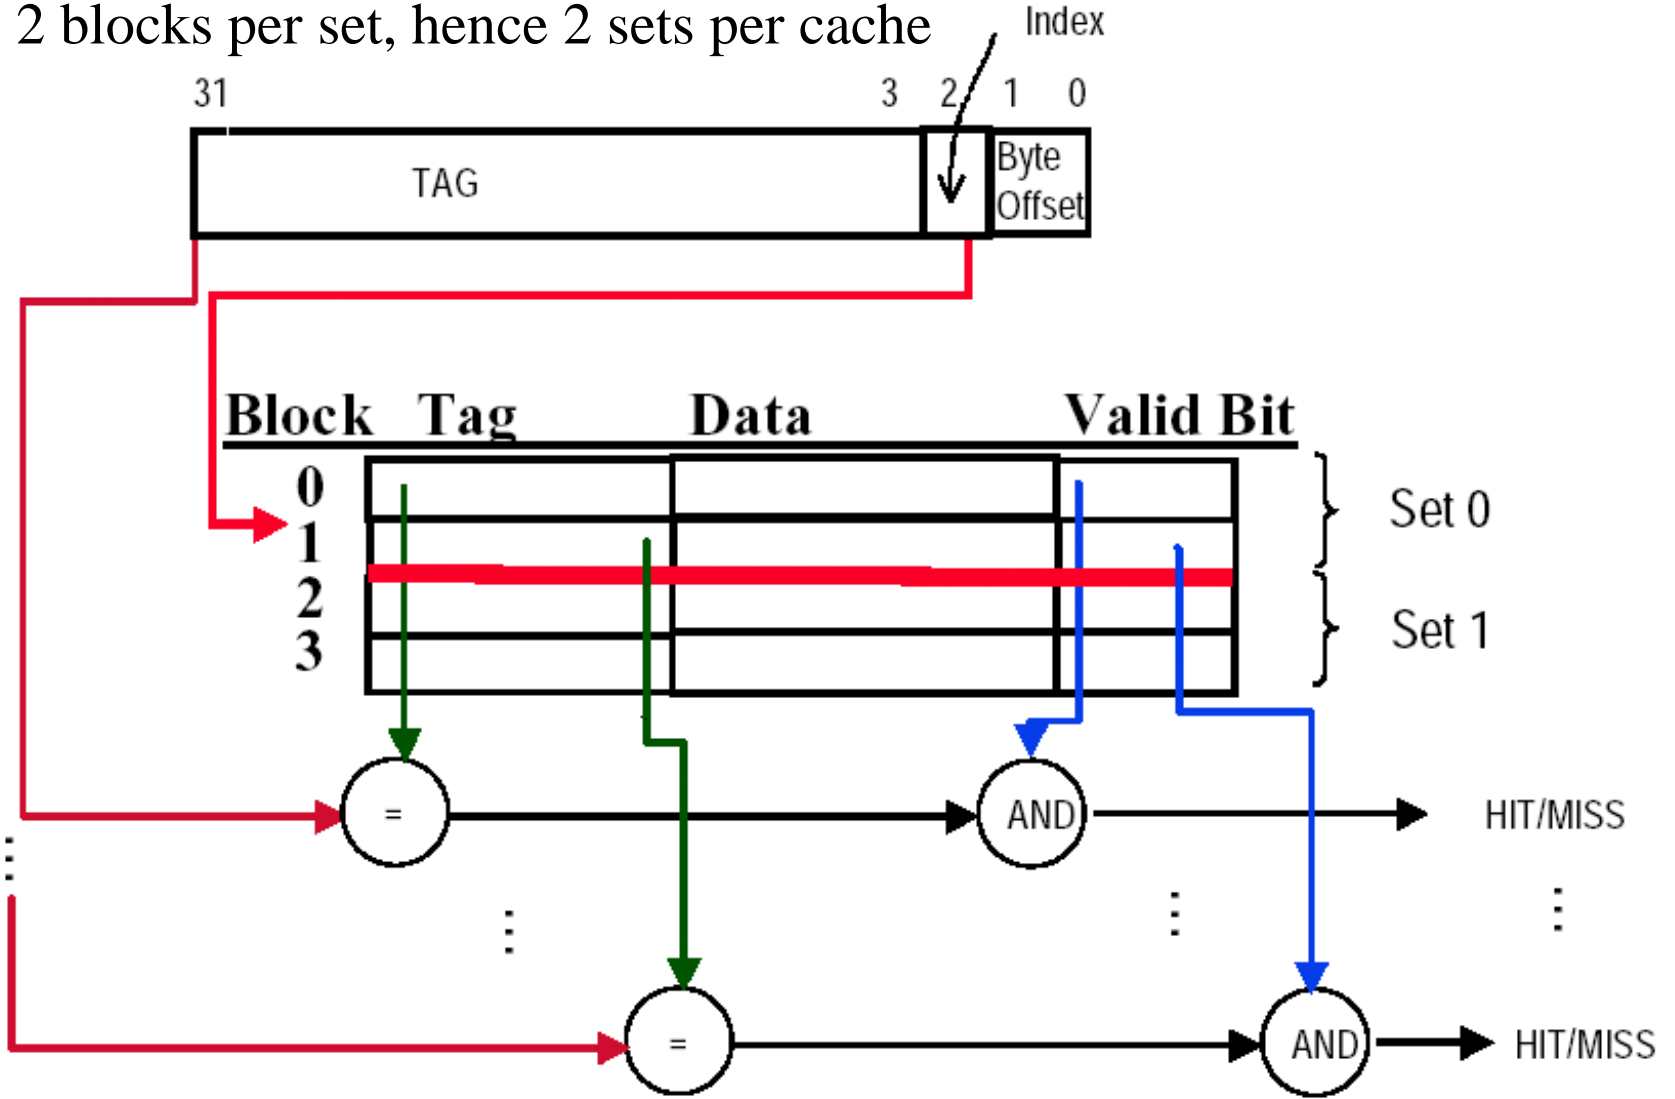 2 blocks per set, hence 2 sets per cache
Index
31 3 2 1 0
TAG
Byte
Offset
Block Tag Data Valid Bit
0
1
2
3
Set 0
Set 1
= AND HIT/MISS
= AND HIT/MISS